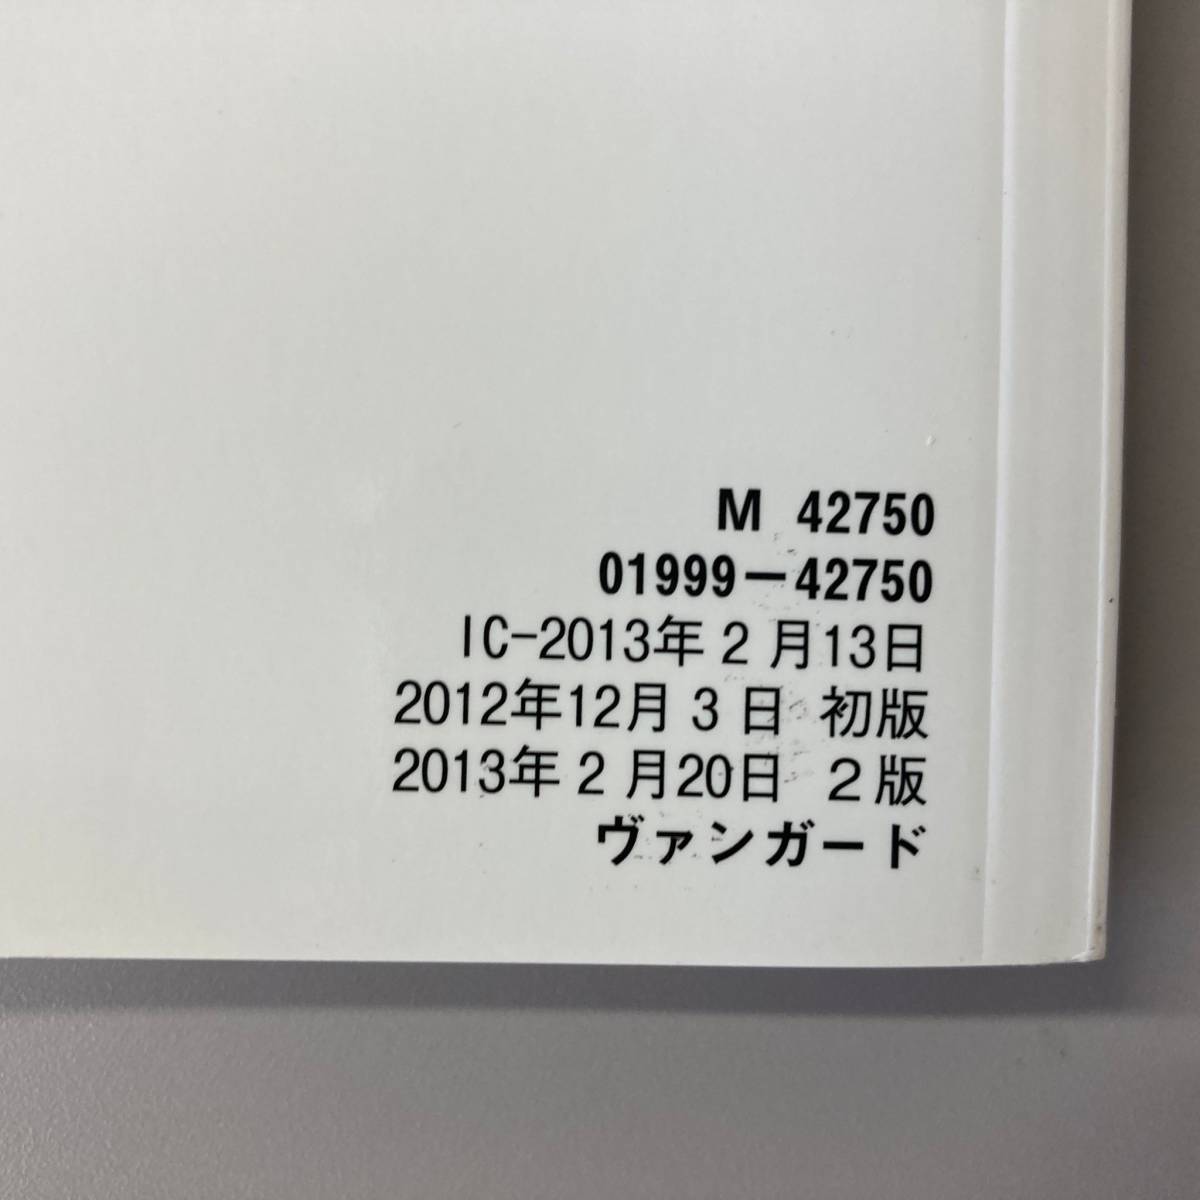 M 42750
01999-42750
IC-2013年2月13日
2012年12月3日 初版
2013年2月20日 2版
ヴァンガード